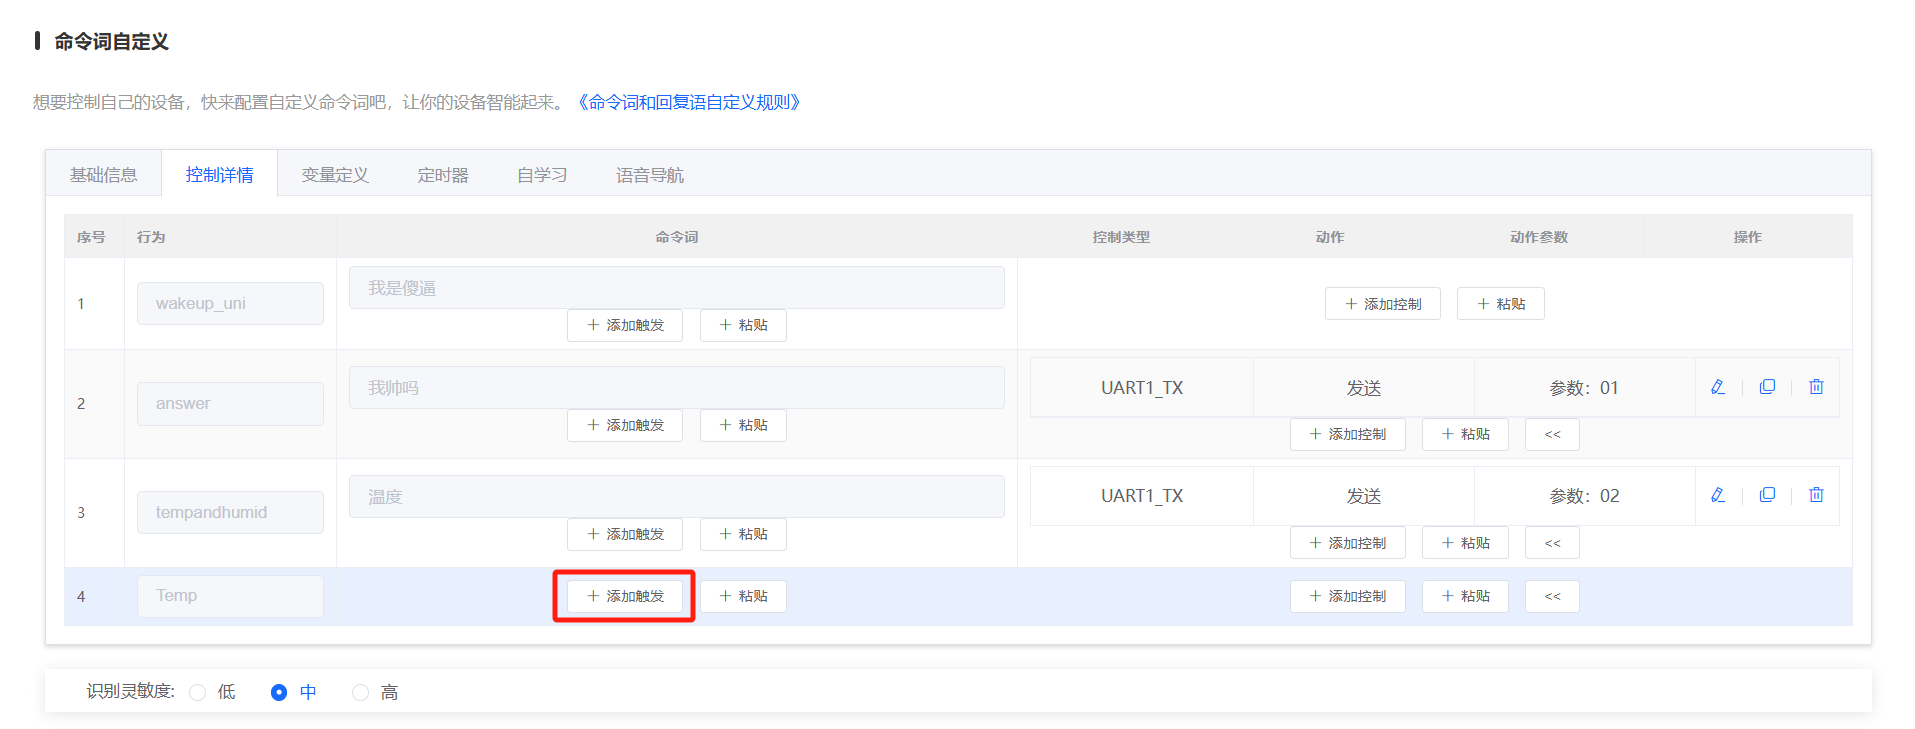 命令词自定义
想要控制自己的设备，快来配置自定义命令词吧，让你的设备智能起来。《命令词和回复语自定义规则》
基础信息 控制详情 变量定义 定时器 自学习 语音导航
序号 行为 命令词 控制类型 动作 动作参数 操作
1 wakeup_uni 我是傻逼 + 添加触发 + 粘贴 + 添加控制 + 粘贴
2 answer 我帅吗 + 添加触发 + 粘贴 UART1_TX 发送 参数：01 + 添加控制 + 粘贴 <<
3 tempandhumid 温度 + 添加触发 + 粘贴 UART1_TX 发送 参数：02 + 添加控制 + 粘贴 <<
4 Temp + 添加触发 + 粘贴 + 添加控制 + 粘贴 <<
识别灵敏度: 低 中 高